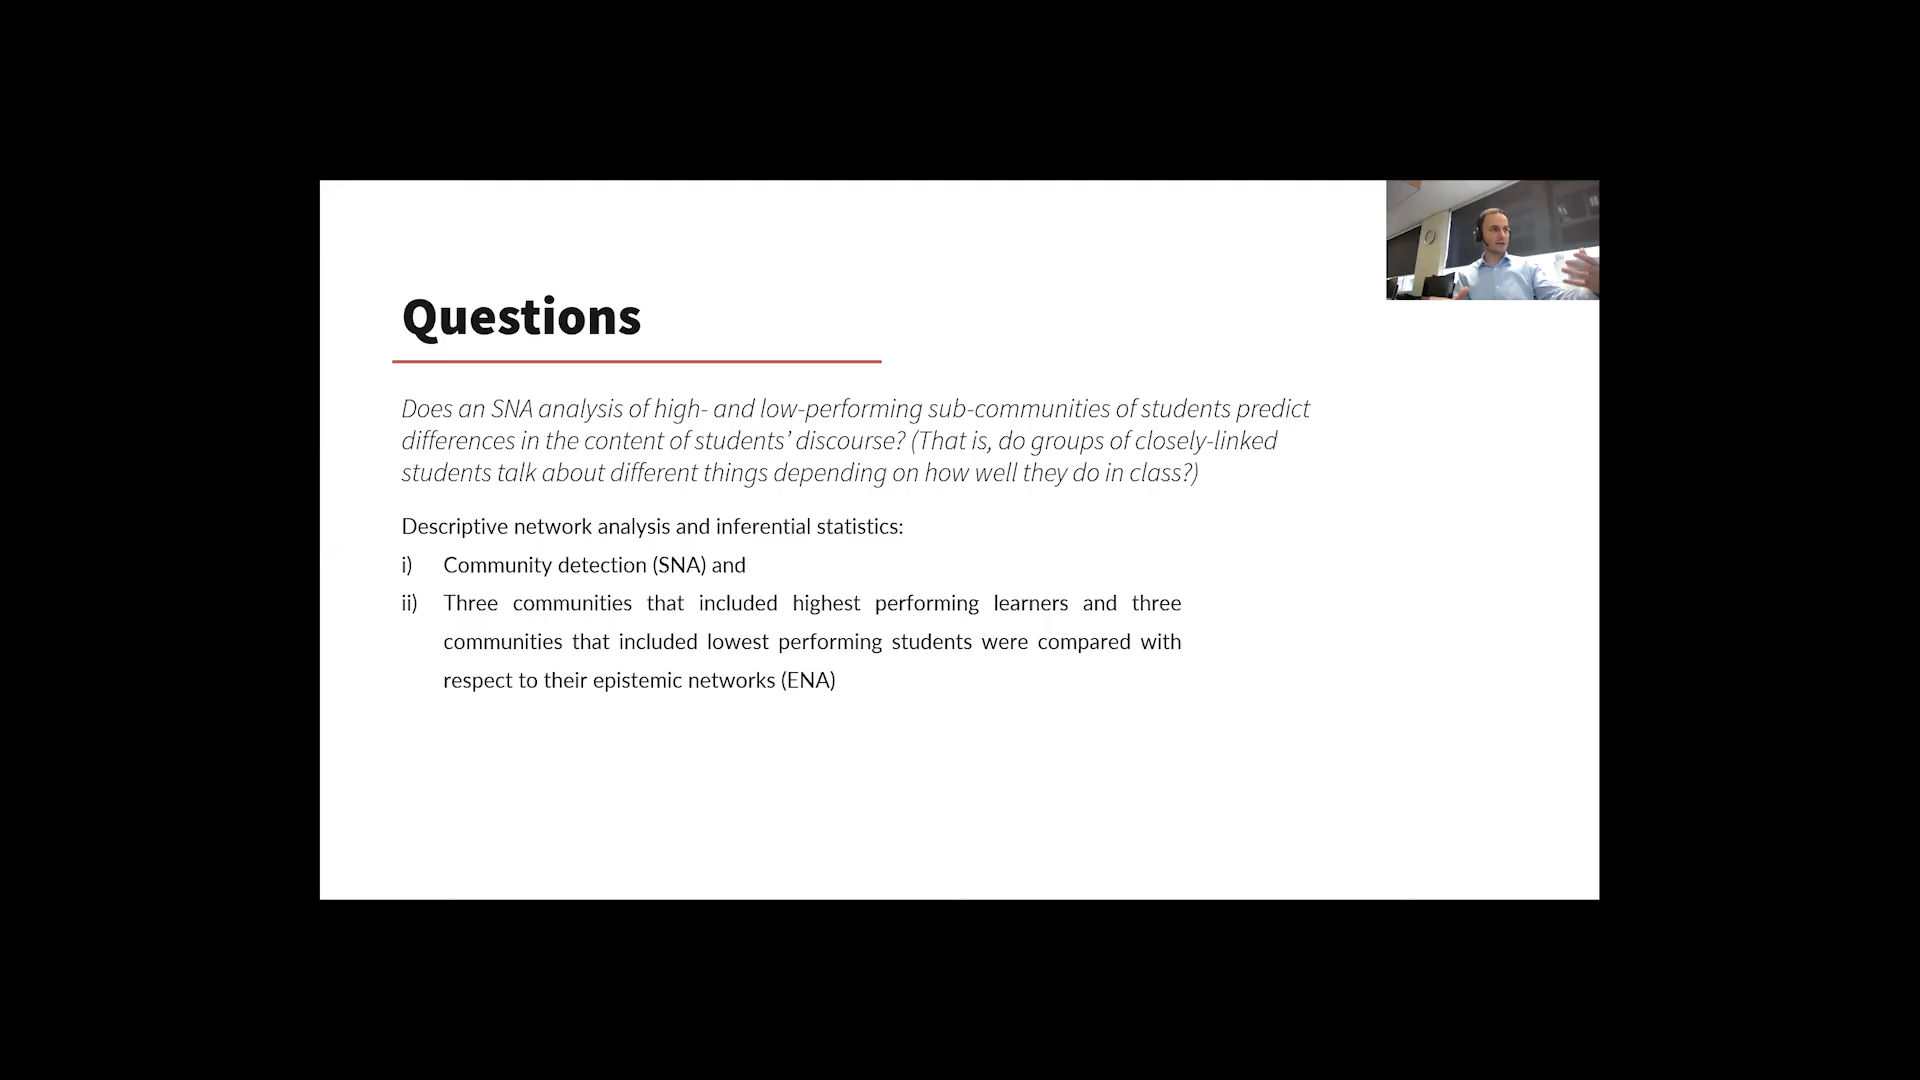 Questions
Does an SNA analysis of high- and low-performing sub-communities of students predict
differences in the content of students’ discourse? (That is, do groups of closely-linked
students talk about different things depending on how well they do in class?)
Descriptive network analysis and inferential statistics:
i) Community detection (SNA) and
ii) Three communities that included highest performing learners and three
communities that included lowest performing students were compared with
respect to their epistemic networks (ENA)